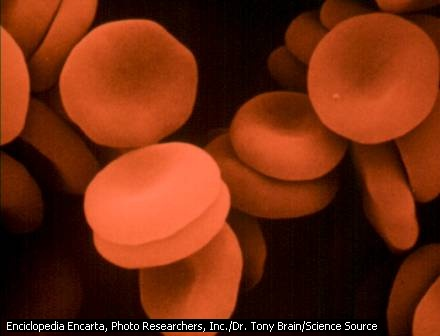 Enciclopedia Encarta, Photo Researchers, Inc./Dr. Tony Brain/Science Source